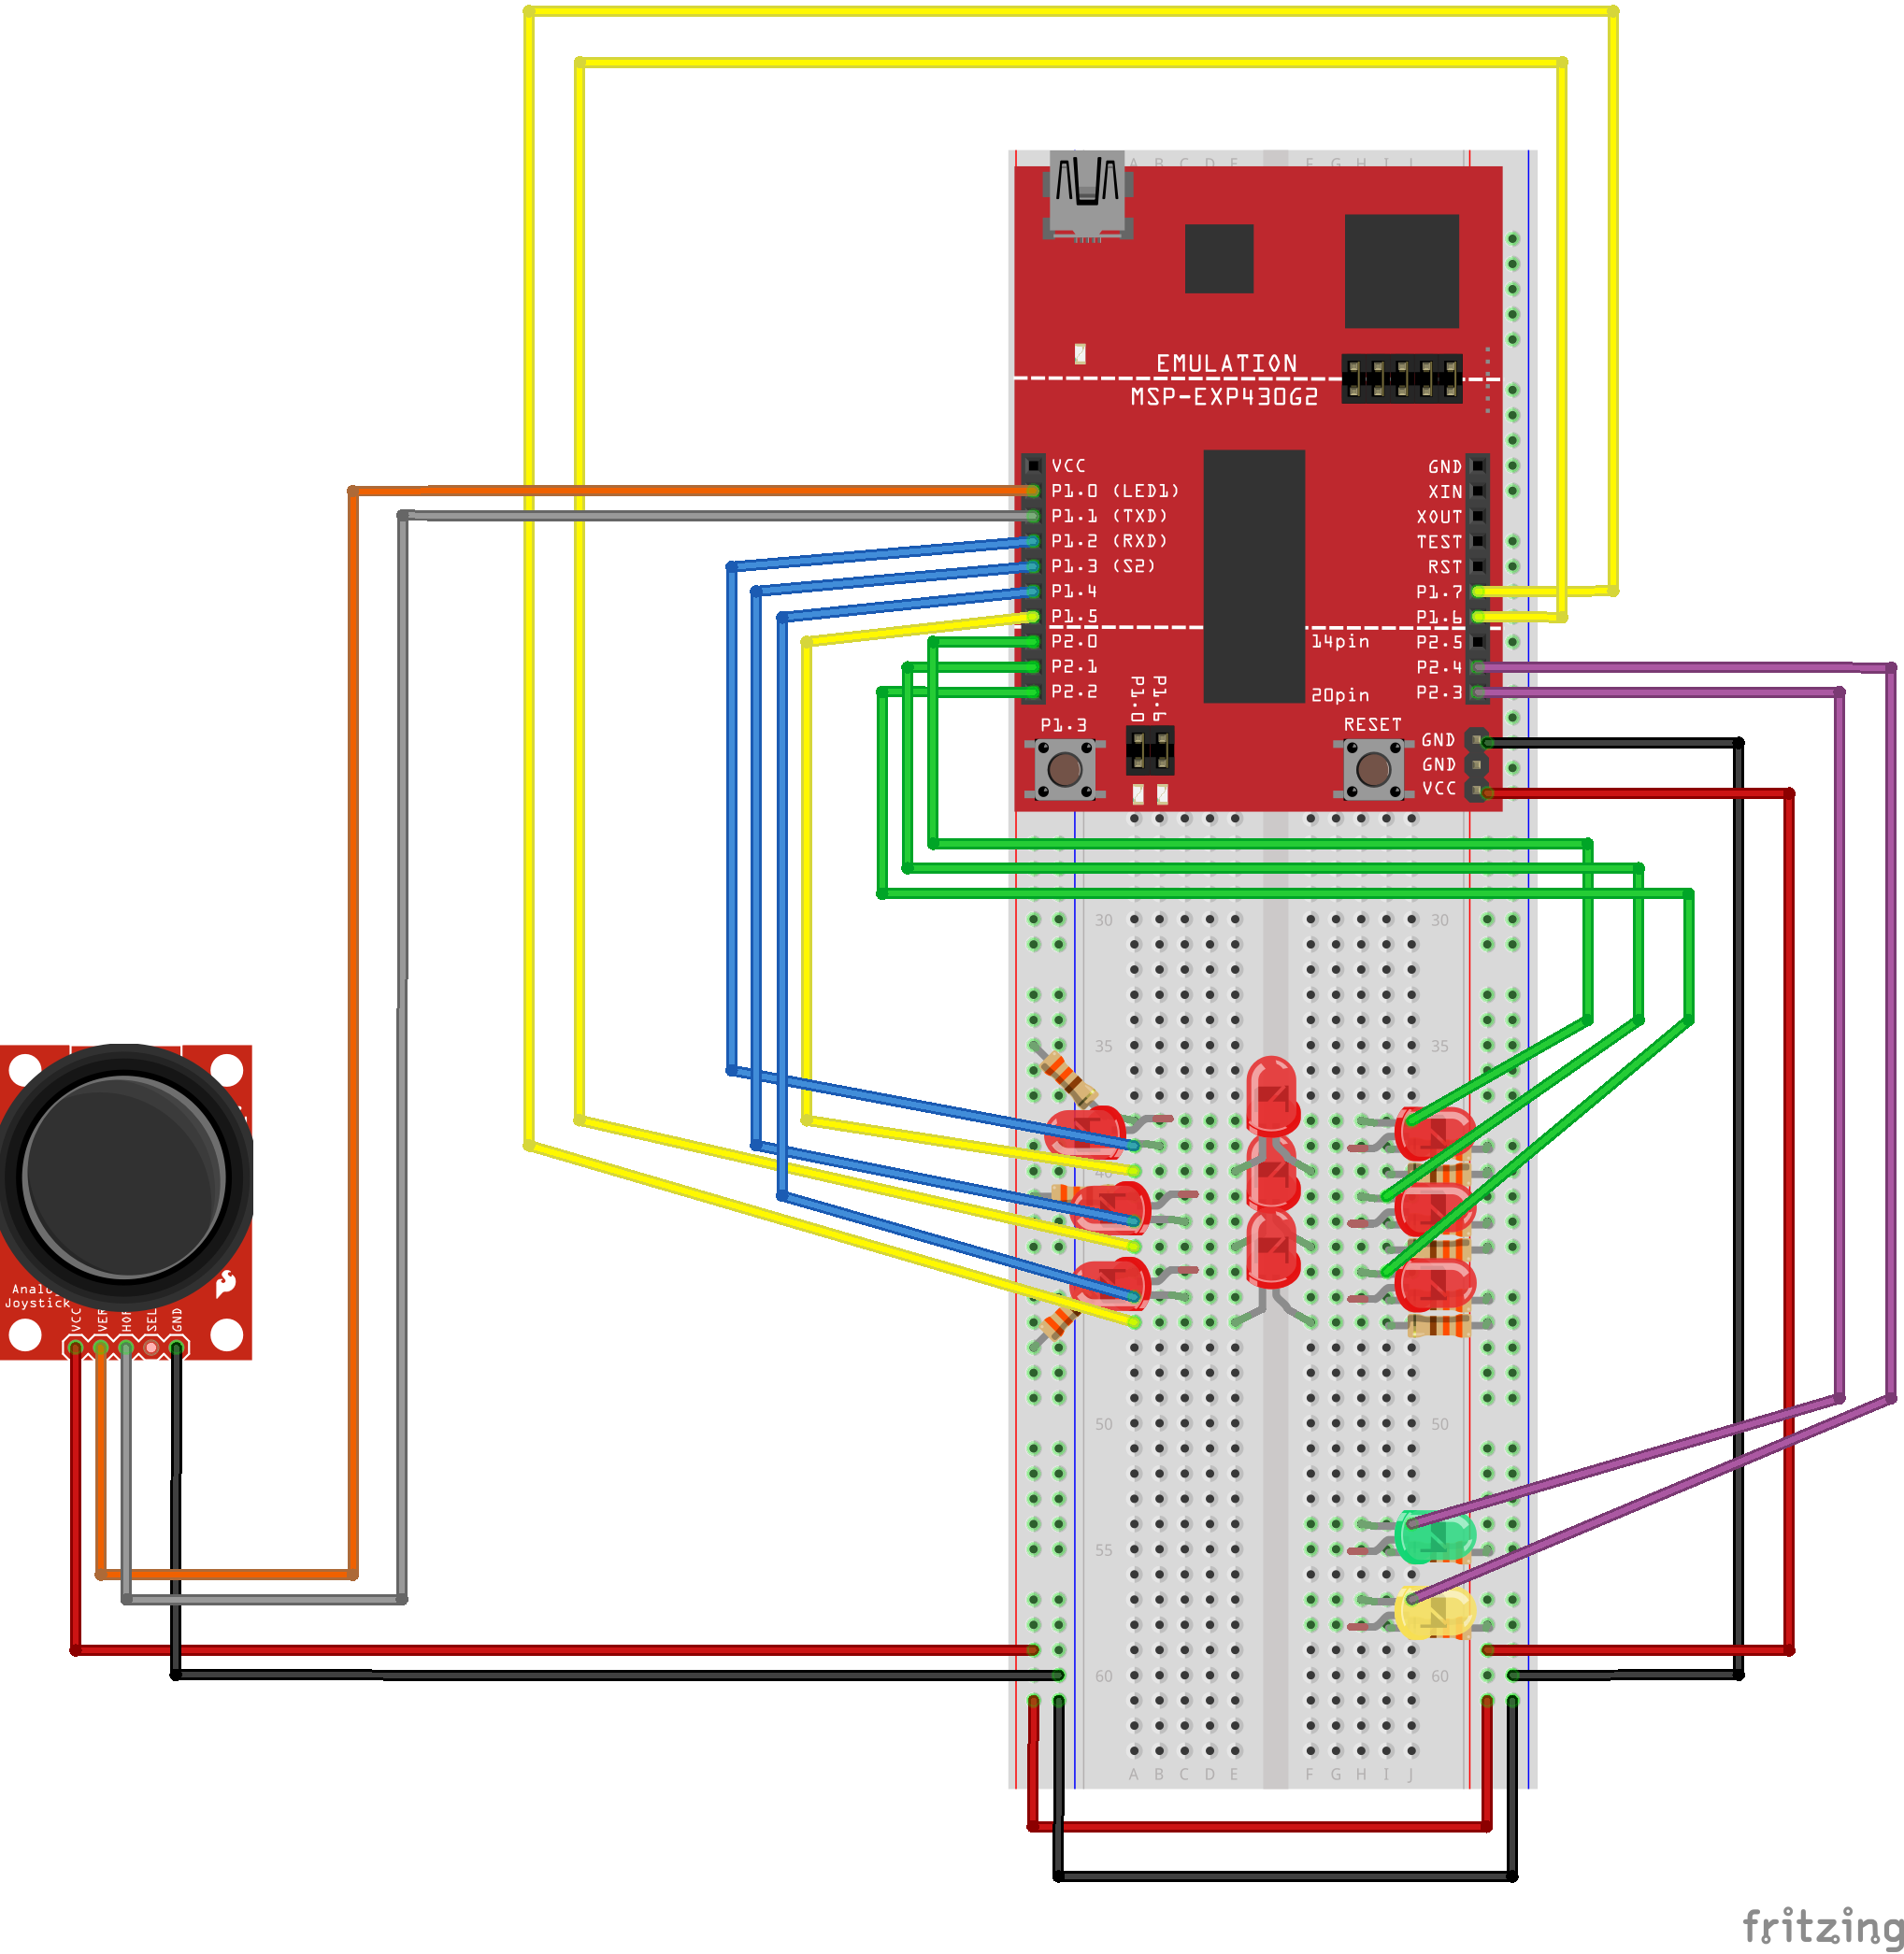 A B C D E F G H I J
EMULATION
MSP-EXP430G2
VCC GND
P1.0 (LED1) XIN
P1.1 (TXD) XOUT
P1.2 (RXD) TEST
P1.3 (S2) RST
P1.4 P1.7
P1.5 P1.6
P2.0 14pin P2.5
P2.1 P2.4
P2.2 20pin P2.3
P1.0 P1.6
P1.3 RESET
GND
GND
VCC
30 30
35 35
40
Analog
Joystick
VCC VER HOR SEL GND
50 50
55
60 60
A B C D E F G H I J
fritzing